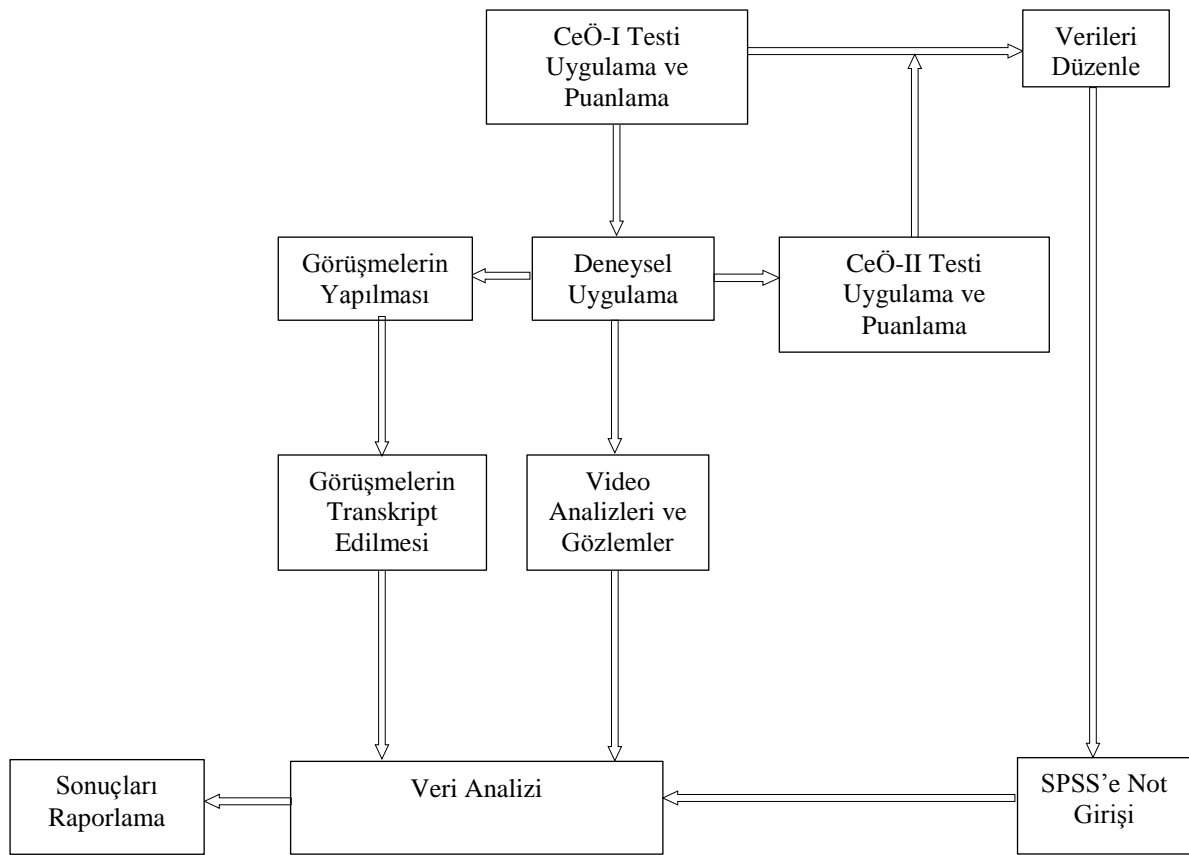 CeÖ-I Testi
Uygulama ve
Puanlama
Verileri
Düzenle
Görüşmelerin
Yapılması
Deneysel
Uygulama
CeÖ-II Testi
Uygulama ve
Puanlama
Görüşmelerin
Transkript
Edilmesi
Video
Analizleri ve
Gözlemler
Sonuçları
Raporlama
Veri Analizi
SPSS’e Not
Girişi